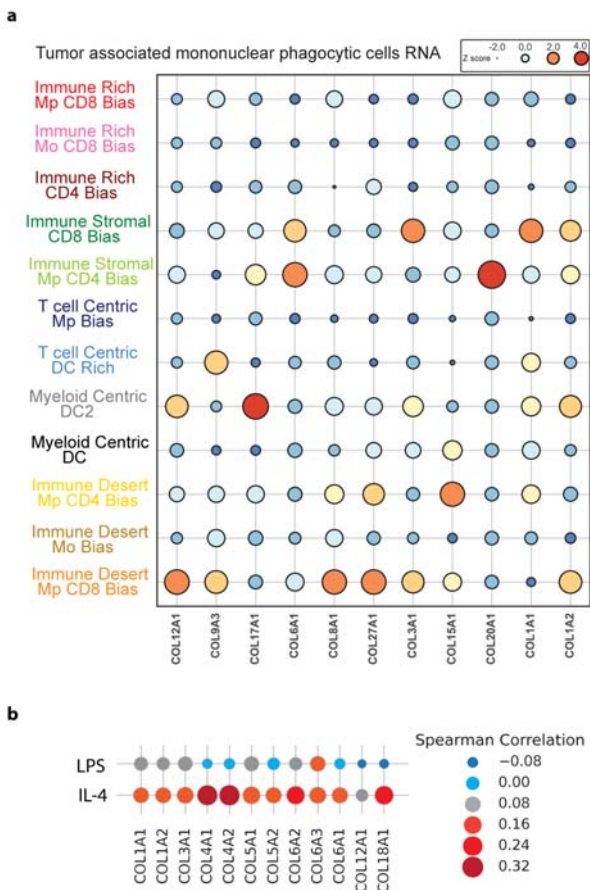 a
Tumor associated mononuclear phagocytic cells RNA
-2.0 0.0 2.0 4.0
Z score
Immune Rich
Mp CD8 Bias
Immune Rich
Mo CD8 Bias
Immune Rich
CD4 Bias
Immune Stromal
CD8 Bias
Immune Stromal
Mp CD4 Bias
T cell Centric
Mp Bias
T cell Centric
DC Rich
Myeloid Centric
DC2
Myeloid Centric
DC
Immune Desert
Mp CD4 Bias
Immune Desert
Mo Bias
Immune Desert
Mp CD8 Bias
COL12A1
COL9A3
COL17A1
COL6A1
COL8A1
COL27A1
COL3A1
COL15A1
COL20A1
COL1A1
COL1A2
b
LPS
IL-4
COL1A1
COL1A2
COL3A1
COL4A1
COL4A2
COL5A1
COL5A2
COL6A2
COL6A3
COL6A1
COL12A1
COL18A1
Spearman Correlation
−0.08
0.00
0.08
0.16
0.24
0.32